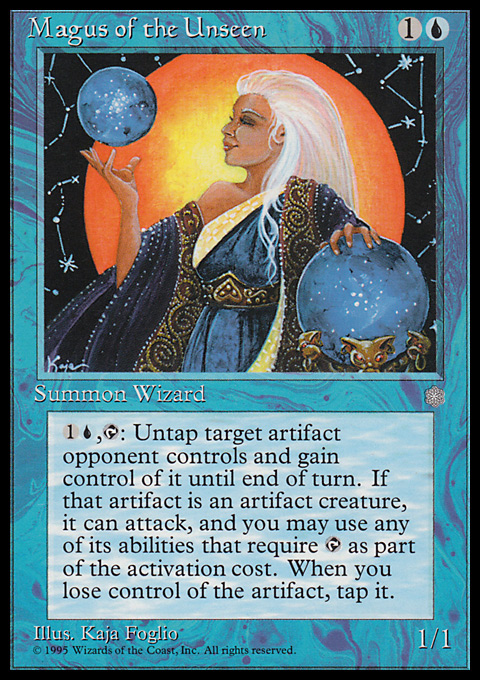 Magus of the Unseen
1
Kaja
Summon Wizard
1 , : Untap target artifact
opponent controls and gain
control of it until end of turn. If
that artifact is an artifact creature,
it can attack, and you may use any
of its abilities that require as part
of the activation cost. When you
lose control of the artifact, tap it.
Illus. Kaja Foglio
1/1
© 1995 Wizards of the Coast, Inc. All rights reserved.